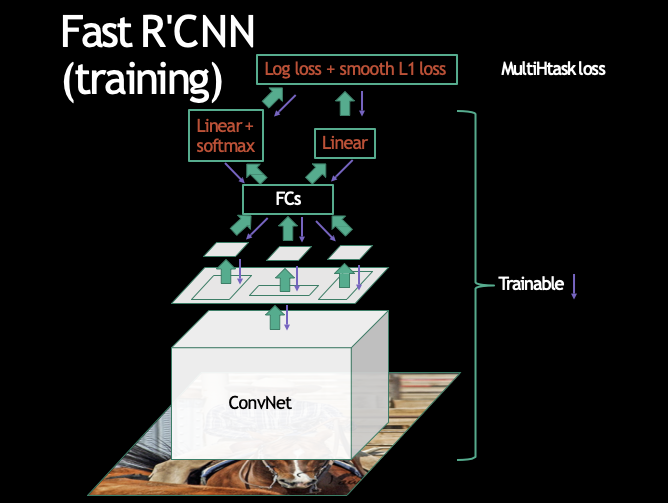 Fast R'CNN
(training)
Log loss + smooth L1 loss
MultiHtask loss
Linear +
softmax
Linear
FCs
Trainable
ConvNet